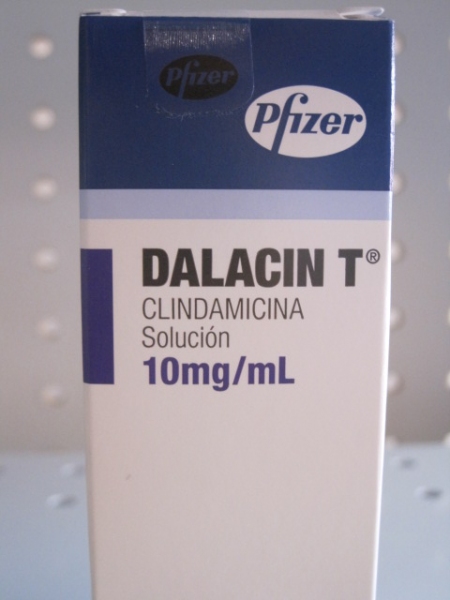 Pfizer
Pfizer
DALACIN T®
CLINDAMICINA
Solución
10mg/mL